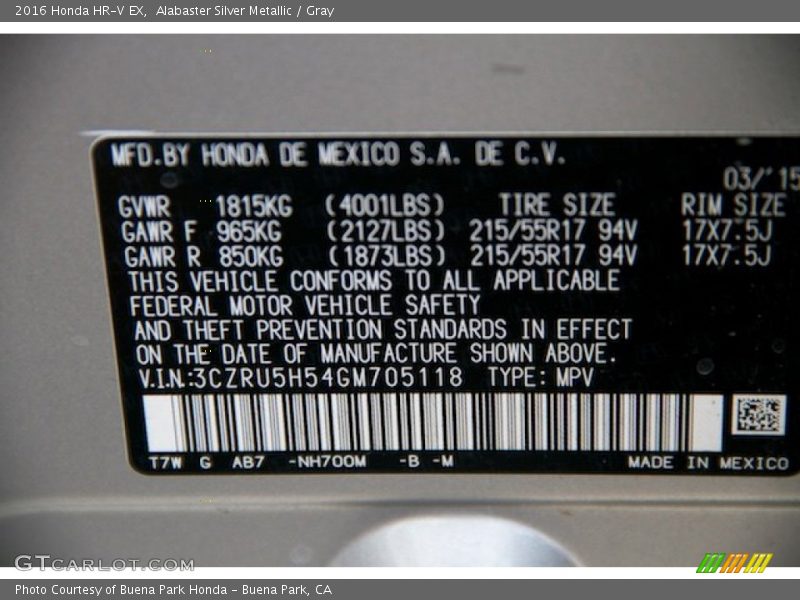 2016 Honda HR-V EX,  Alabaster Silver Metallic / Gray
MFD.BY HONDA DE MEXICO S.A. DE C.V.
03/'15
GVWR 1815KG (4001LBS) TIRE SIZE RIM SIZE
GAWR F 965KG (2127LBS) 215/55R17 94V 17X7.5J
GAWR R 850KG (1873LBS) 215/55R17 94V 17X7.5J
THIS VEHICLE CONFORMS TO ALL APPLICABLE
FEDERAL MOTOR VEHICLE SAFETY
AND THEFT PREVENTION STANDARDS IN EFFECT
ON THE DATE OF MANUFACTURE SHOWN ABOVE.
V.I.N.:3CZRU5H54GM705118 TYPE: MPV
T7W G AB7 -NH700M -B -M MADE IN MEXICO
GTCARLOT.COM
Photo Courtesy of Buena Park Honda - Buena Park, CA